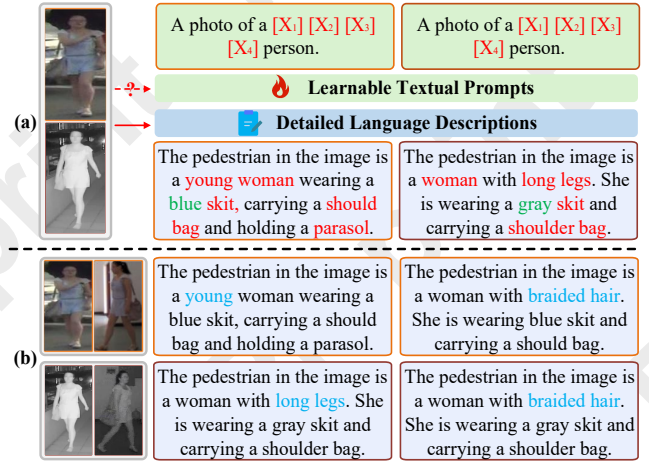 A photo of a [X₁] [X₂] [X₃]
[X₄] person.
A photo of a [X₁] [X₂] [X₃]
[X₄] person.
?
Learnable Textual Prompts
(a)
Detailed Language Descriptions
The pedestrian in the image is
a young woman wearing a
blue skit, carrying a should
bag and holding a parasol.
The pedestrian in the image is
a woman with long legs. She
is wearing a gray skit and
carrying a shoulder bag.
(b)
The pedestrian in the image is
a young woman wearing a
blue skit, carrying a should
bag and holding a parasol.
The pedestrian in the image is
a woman with braided hair.
She is wearing blue skit and
carrying a should bag.
The pedestrian in the image is
a woman with long legs. She
is wearing a gray skit and
carrying a shoulder bag.
The pedestrian in the image is
a woman with braided hair.
She is wearing a gray skit and
carrying a shoulder bag.